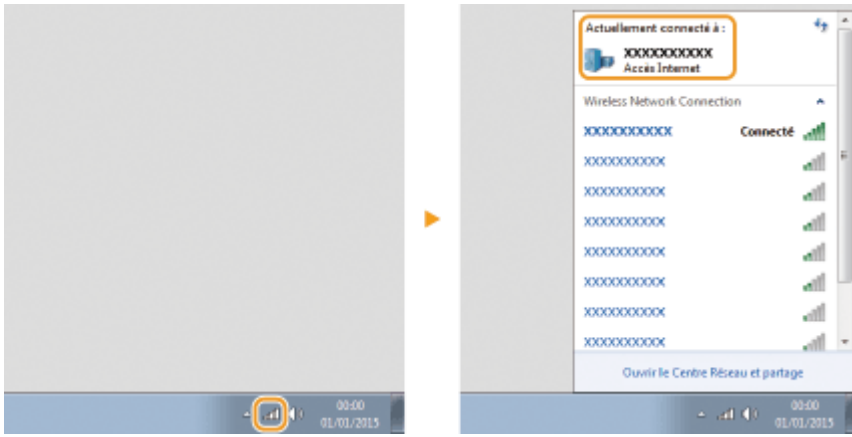 00:00
01/01/2015
Actuellement connecté à :
XXXXXXXXXX
Accès Internet
Wireless Network Connection
XXXXXXXXXX Connecté
XXXXXXXXXX
XXXXXXXXXX
XXXXXXXXXX
XXXXXXXXXX
XXXXXXXXXX
XXXXXXXXXX
XXXXXXXXXX
Ouvrir le Centre Réseau et partage
00:00
01/01/2015